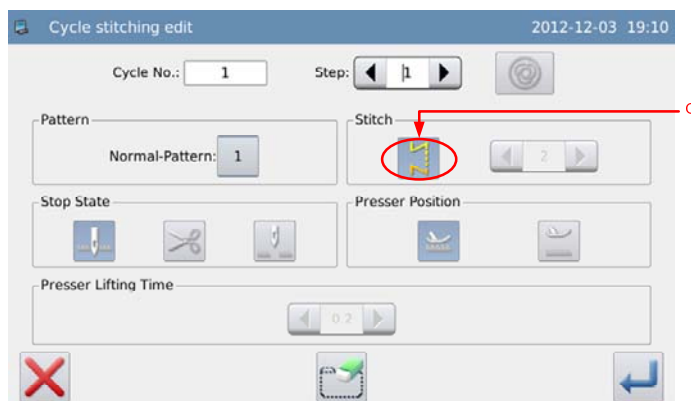 Cycle stitching edit 2012-12-03 19:10
Cycle No.: 1 Step: 1
Pattern Stitch
Normal-Pattern: 1 2
Stop State Presser Position
Presser Lifting Time
0.2